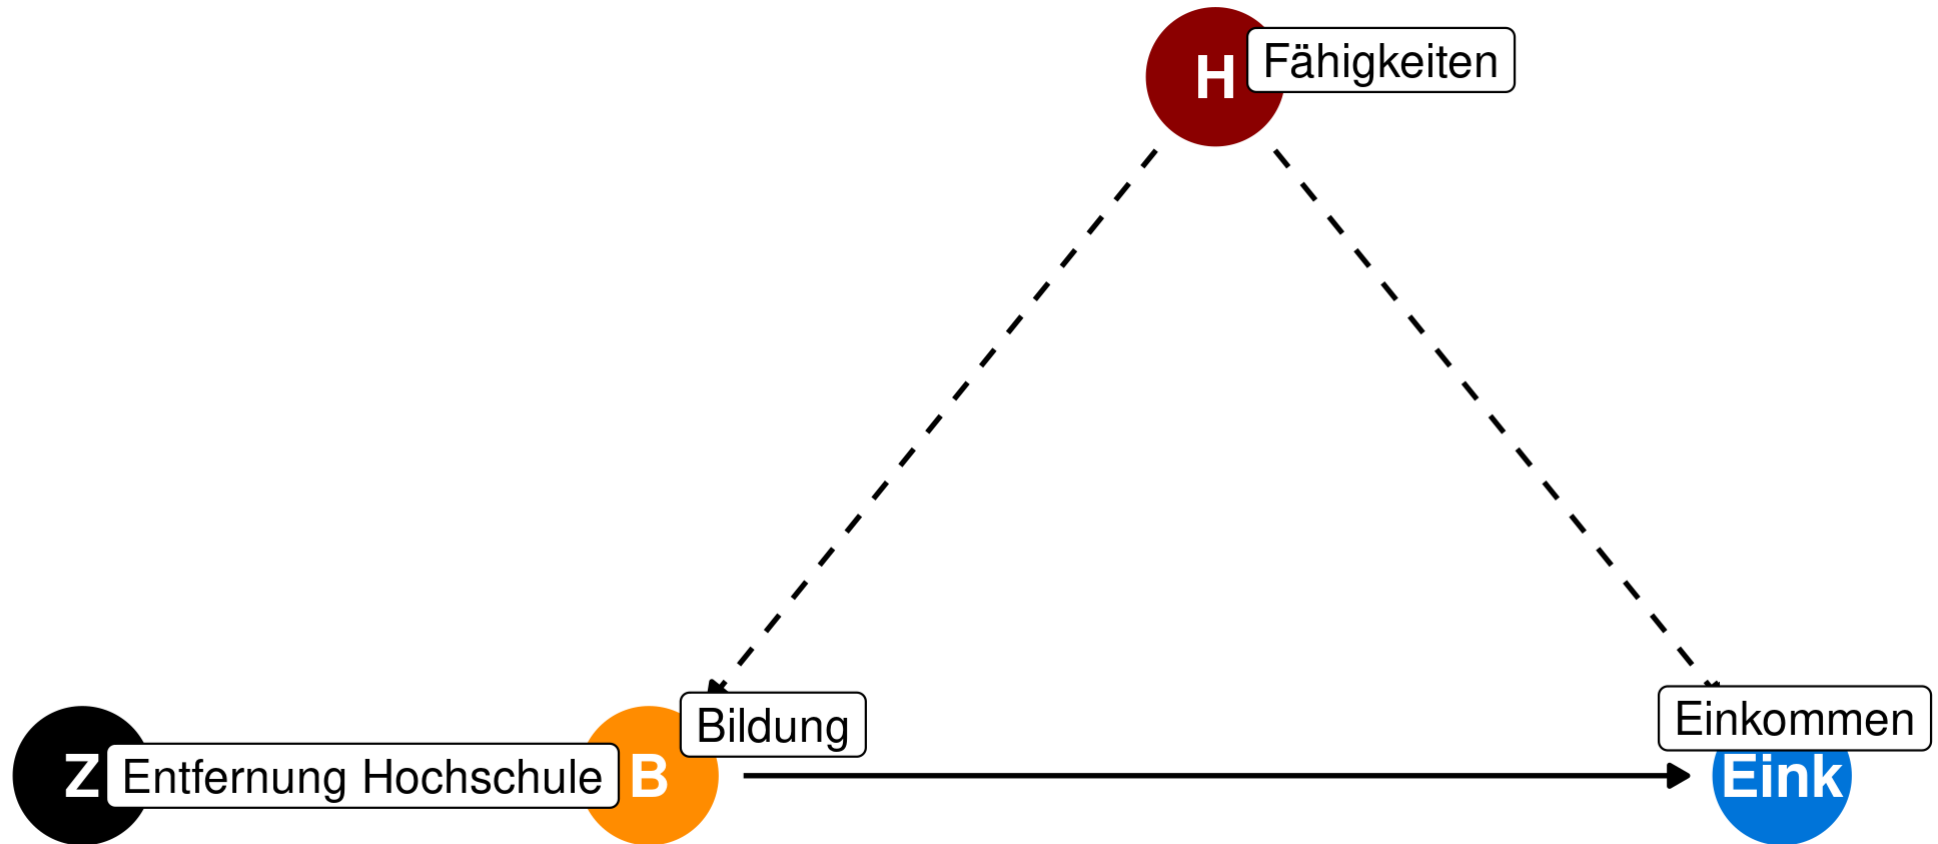 H
Fähigkeiten
Bildung
Einkommen
Z
Entfernung Hochschule
B
Eink